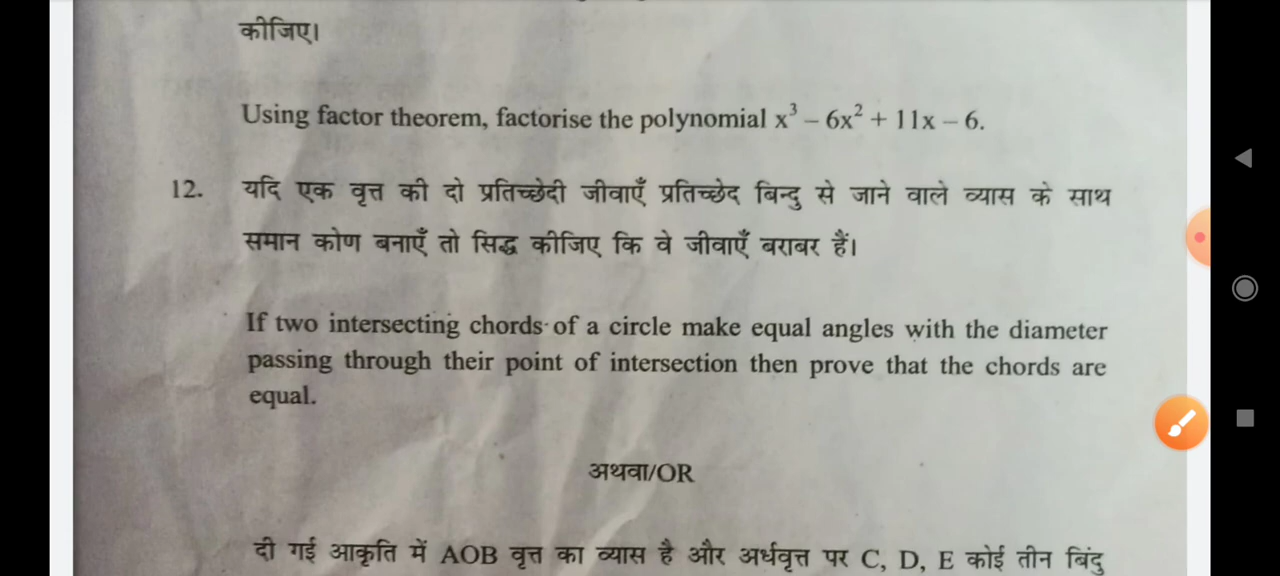 कीजिए।
Using factor theorem, factorise the polynomial x³ – 6x² + 11x – 6.
12. यदि एक वृत्त की दो प्रतिच्छेदी जीवाएँ प्रतिच्छेद बिन्दु से जाने वाले व्यास के साथ
समान कोण बनाएँ तो सिद्ध कीजिए कि वे जीवाएँ बराबर हैं।
If two intersecting chords of a circle make equal angles with the diameter
passing through their point of intersection then prove that the chords are
equal.
अथवा/OR
दी गई आकृति में AOB वृत्त का व्यास है और अर्धवृत्त पर C, D, E कोई तीन बिंदु